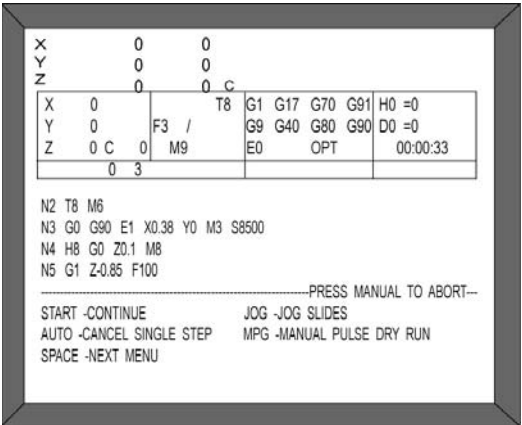 X 0 0
Y 0 0
Z 0 0 C
X 0 T8 G1 G17 G70 G91 H0 =0
Y 0 F3 / G9 G40 G80 G90 D0 =0
Z 0 C 0 M9 E0 OPT 00:00:33
0 3
N2 T8 M6
N3 G0 G90 E1 X0.38 Y0 M3 S8500
N4 H8 G0 Z0.1 M8
N5 G1 Z-0.85 F100
PRESS MANUAL TO ABORT---
START -CONTINUE JOG -JOG SLIDES
AUTO -CANCEL SINGLE STEP MPG -MANUAL PULSE DRY RUN
SPACE -NEXT MENU